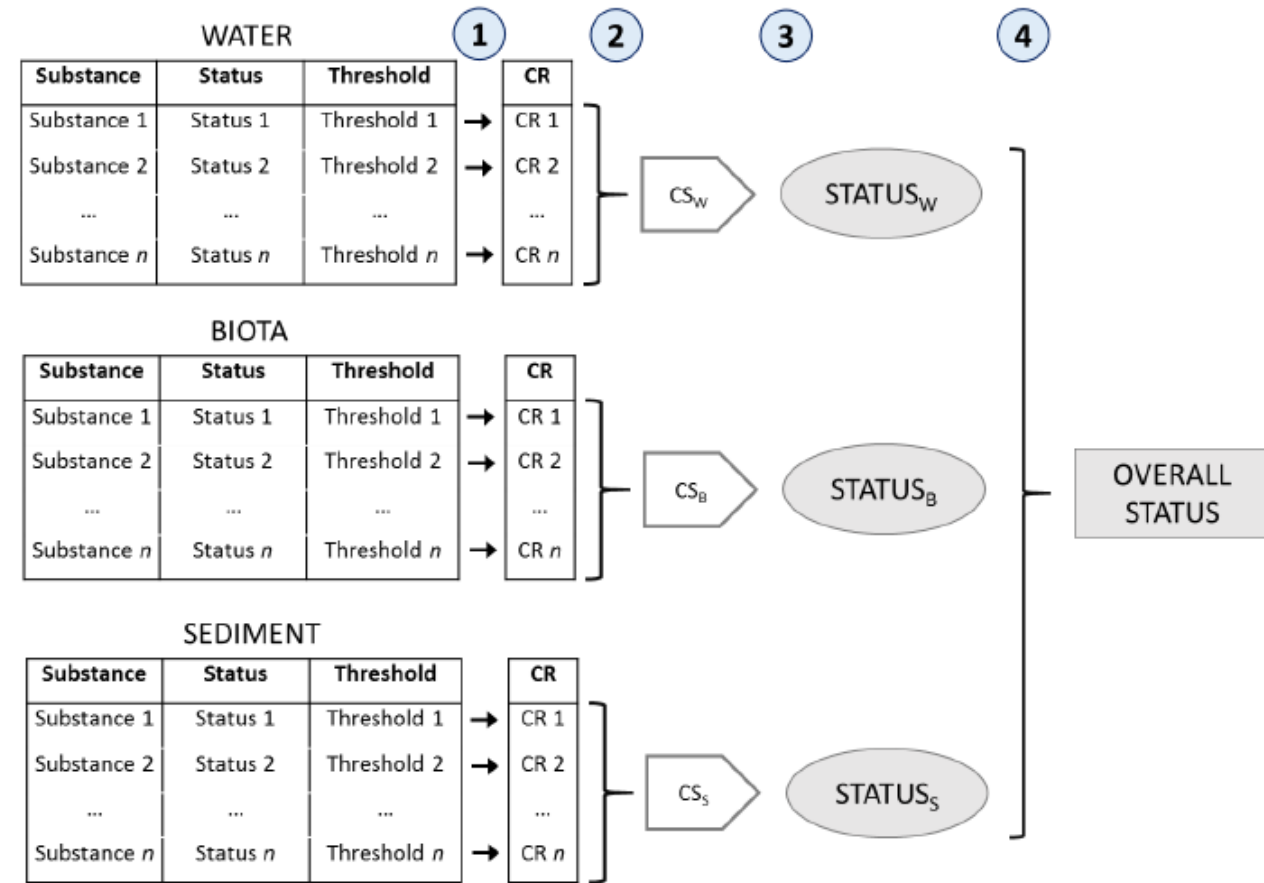 1 2 3 4
WATER
Substance Status Threshold CR
Substance 1 Status 1 Threshold 1 → CR 1
Substance 2 Status 2 Threshold 2 → CR 2
... ... ... ...
Substance n Status n Threshold n → CR n
CSW
STATUSW
BIOTA
Substance Status Threshold CR
Substance 1 Status 1 Threshold 1 → CR 1
Substance 2 Status 2 Threshold 2 → CR 2
... ... ... ...
Substance n Status n Threshold n → CR n
CSB
STATUSB
SEDIMENT
Substance Status Threshold CR
Substance 1 Status 1 Threshold 1 → CR 1
Substance 2 Status 2 Threshold 2 → CR 2
... ... ... ...
Substance n Status n Threshold n → CR n
CSS
STATUSS
OVERALL
STATUS